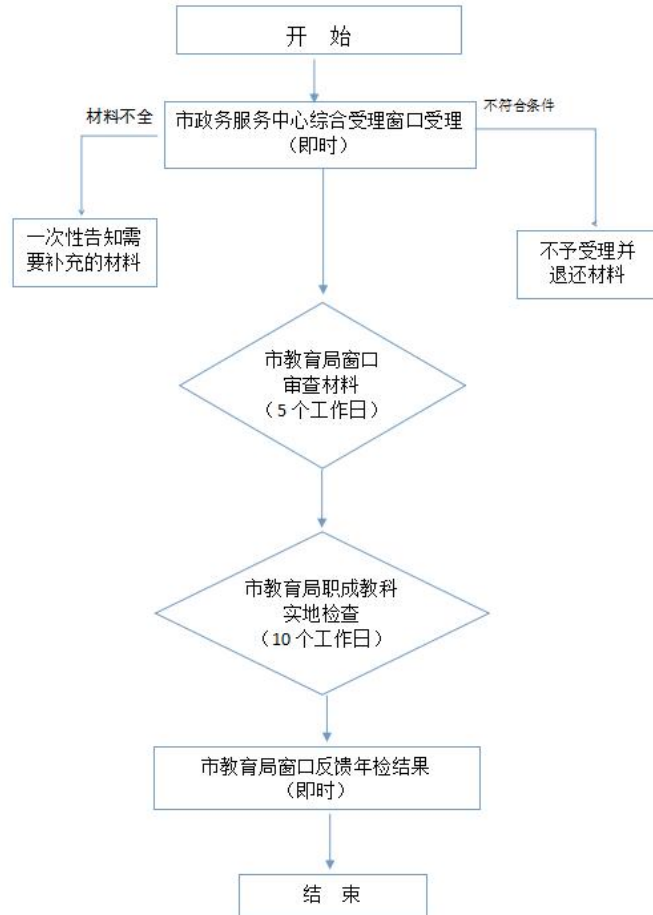 开 始
材料不全
市政务服务中心综合受理窗口受理
（即时）
不符合条件
一次性告知需
要补充的材料
不予受理并
退还材料
市教育局窗口
审查材料
（5 个工作日）
市教育局职成教科
实地检查
（10 个工作日）
市教育局窗口反馈年检结果
（即时）
结 束